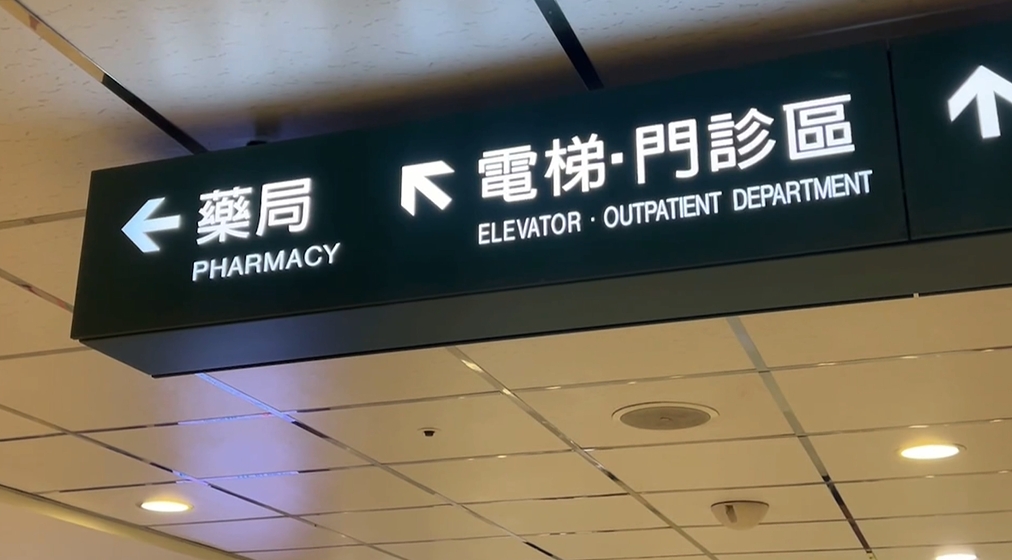 藥局
PHARMACY
電梯·門診區
ELEVATOR · OUTPATIENT DEPARTMENT